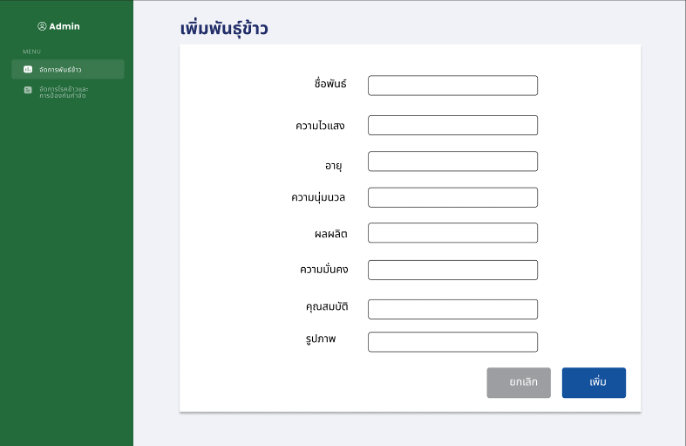 Admin
เพิ่มพันธุ์ข้าว
MENU
จัดการพันธ์ข้าว
จัดการโรคข้าวและ
การป้องกันกำจัด
ชื่อพันธ์
ความไวแสง
อายุ
ความนุ่มนวล
ผลผลิต
ความมั่นคง
คุณสมบัติ
รูปภาพ
ยกเลิก
เพิ่ม